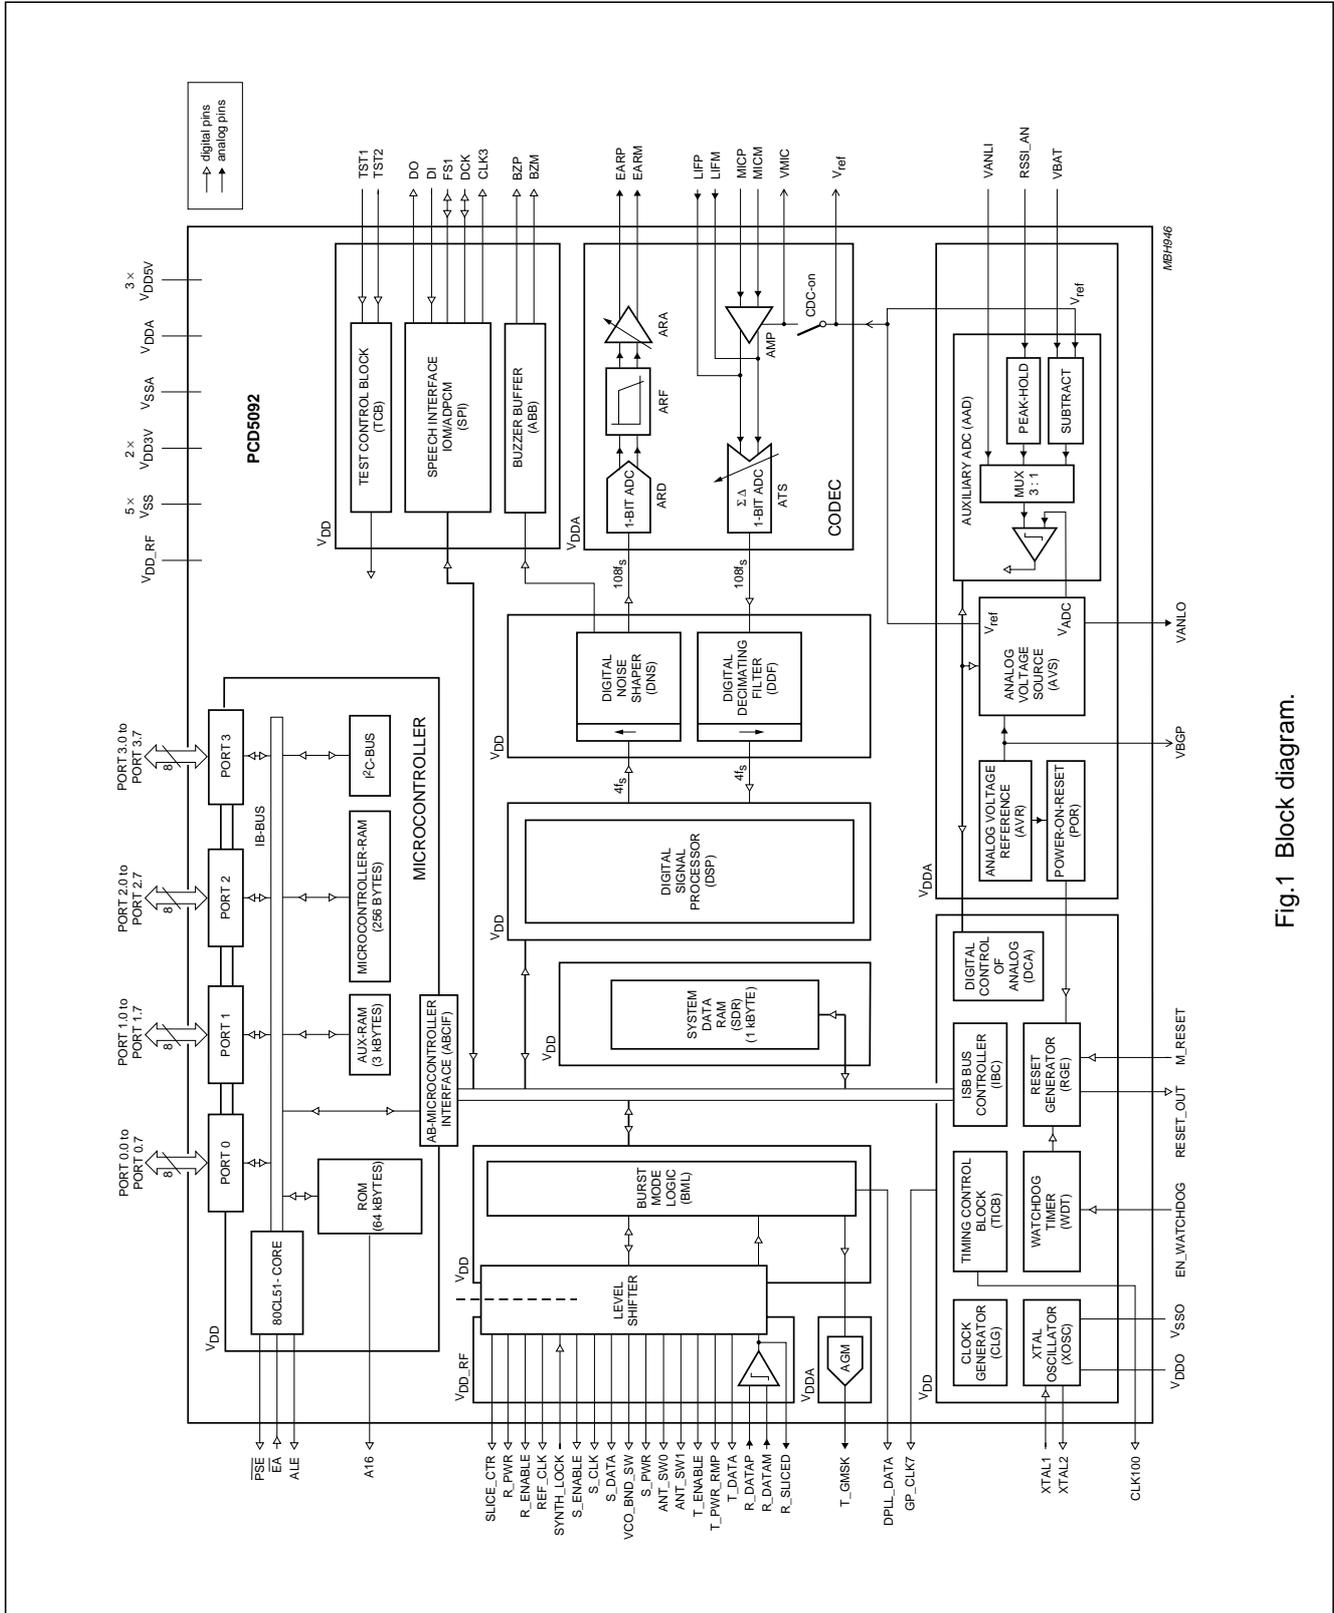 digital pins
analog pins
3 ×
VDD5V
VDDA
VSSA
2 ×
VDD3V
5 ×
VSS
VDD_RF
PCD5092
TST1
TST2
DO
DI
FS1
DCK
CLK3
BZP
BZM
EARP
EARM
LIFP
LIFM
MICP
MICM
VMIC
Vref
VANLI
RSSI_AN
VBAT
VDD
TEST CONTROL BLOCK
(TCB)
SPEECH INTERFACE
IOM/ADPCM
(SPI)
BUZZER BUFFER
(ABB)
VDDA
ARA
ARF
1-BIT ADC
ARD
AMP
CDC-on
Σ Δ
1-BIT ADC
ATS
CODEC
Vref
AUXILIARY ADC (AAD)
PEAK-HOLD
SUBTRACT
MUX
3 : 1
PORT 0.0 to
PORT 0.7
8
PORT 1.0 to
PORT 1.7
8
PORT 2.0 to
PORT 2.7
8
PORT 3.0 to
PORT 3.7
8
PORT 0
PORT 1
PORT 2
PORT 3
IB-BUS
VDD
80CL51- CORE
ROM
(64 kBYTES)
AUX-RAM
(3 kBYTES)
MICROCONTROLLER-RAM
(256 BYTES)
I2C-BUS
MICROCONTROLLER
AB-MICROCONTROLLER
INTERFACE (ABCIF)
108fs
108fs
VDD
DIGITAL
NOISE
SHAPER
(DNS)
DIGITAL
DECIMATING
FILTER
(DDF)
4fs
4fs
VDD
DIGITAL
SIGNAL
PROCESSOR
(DSP)
VDD
SYSTEM
DATA
RAM
(SDR)
(1 kBYTE)
VDD
BURST
MODE
LOGIC
(BML)
LEVEL
SHIFTER
VDD_RF
VDDA
AGM
VDDA
Vref
VADC
ANALOG
VOLTAGE
SOURCE
(AVS)
ANALOG VOLTAGE
REFERENCE
(AVR)
POWER-ON-RESET
(POR)
VDD
DIGITAL
CONTROL
OF
ANALOG
(DCA)
ISB BUS
CONTROLLER
(IBC)
RESET
GENERATOR
(RGE)
TIMING CONTROL
BLOCK
(TICB)
WATCHDOG
TIMER
(WDT)
CLOCK
GENERATOR
(CLG)
XTAL
OSCILLATOR
(XOSC)
PSE
EA
ALE
A16
SLICE_CTR
R_PWR
R_ENABLE
REF_CLK
SYNTH_LOCK
S_ENABLE
S_CLK
S_DATA
VCO_BND_SW
S_PWR
ANT_SW0
ANT_SW1
T_ENABLE
T_PWR_RMP
T_DATA
R_DATAP
R_DATAM
R_SLICED
T_GMSK
DPLL_DATA
GP_CLK7
XTAL1
XTAL2
CLK100
VDDO
VSSO
EN_WATCHDOG
RESET_OUT
M_RESET
VBGP
VANLO
MBH946
Fig.1 Block diagram.